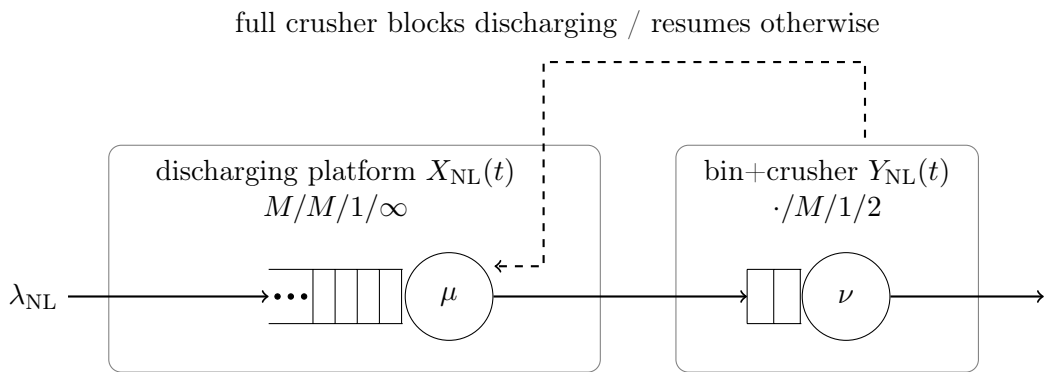 full crusher blocks discharging / resumes otherwise
discharging platform X_NL(t)
M/M/1/∞
bin+crusher Y_NL(t)
·/M/1/2
λ_NL
μ
ν